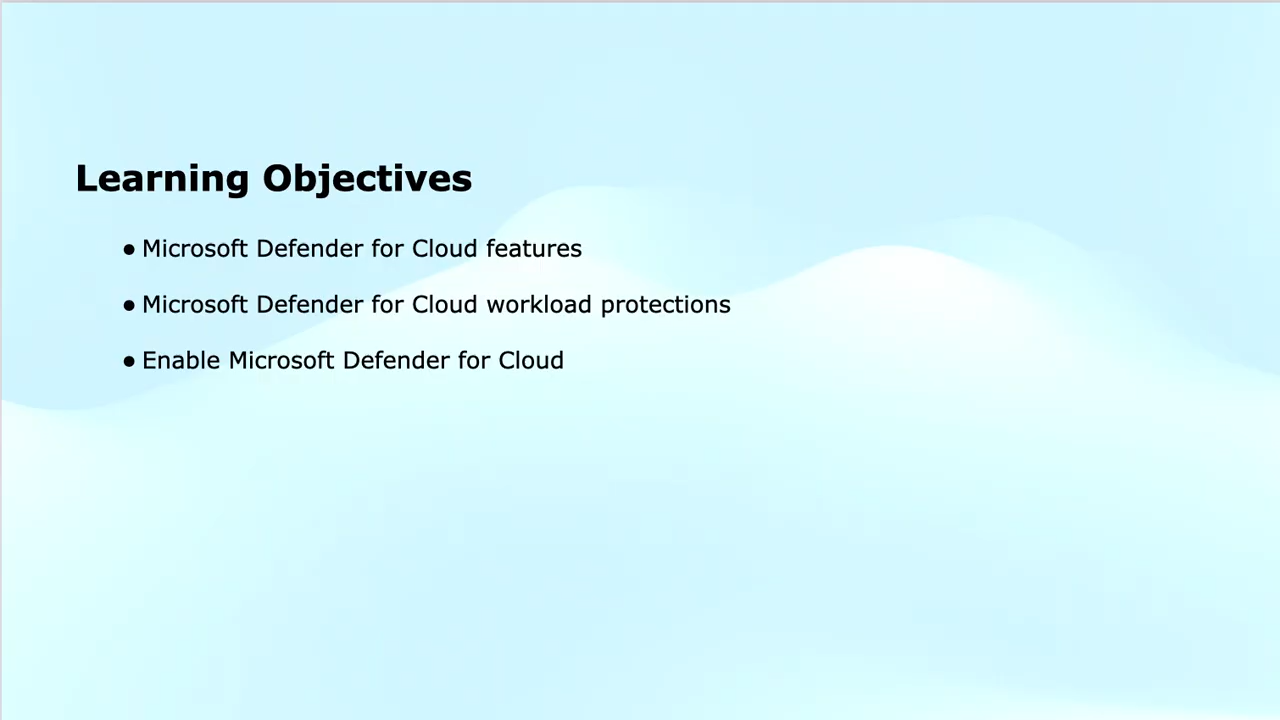 Learning Objectives
● Microsoft Defender for Cloud features
● Microsoft Defender for Cloud workload protections
● Enable Microsoft Defender for Cloud